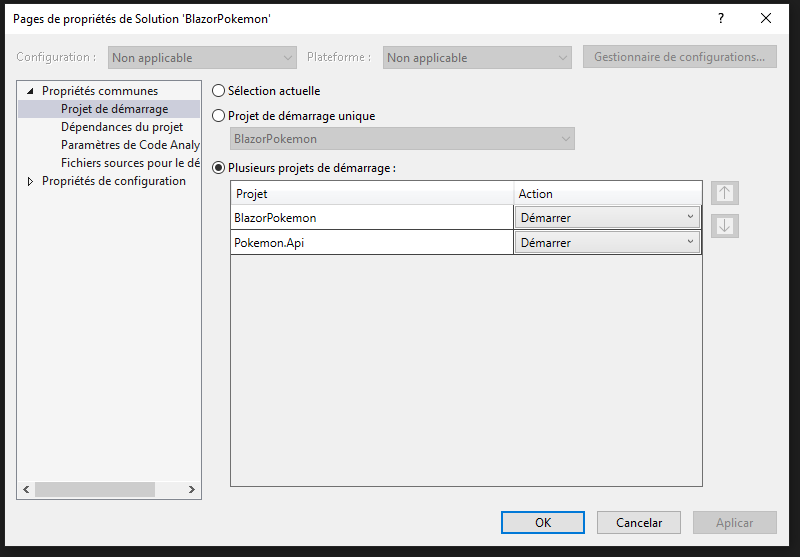 Pages de propriétés de Solution 'BlazorPokemon'
?
Configuration :
Non applicable
Plateforme :
Non applicable
Gestionnaire de configurations...
Propriétés communes
Projet de démarrage
Dépendances du projet
Paramètres de Code Analy
Fichiers sources pour le dé
Propriétés de configuration
Sélection actuelle
Projet de démarrage unique
BlazorPokemon
Plusieurs projets de démarrage :
Projet Action
BlazorPokemon Démarrer
Pokemon.Api Démarrer
OK Cancelar Aplicar